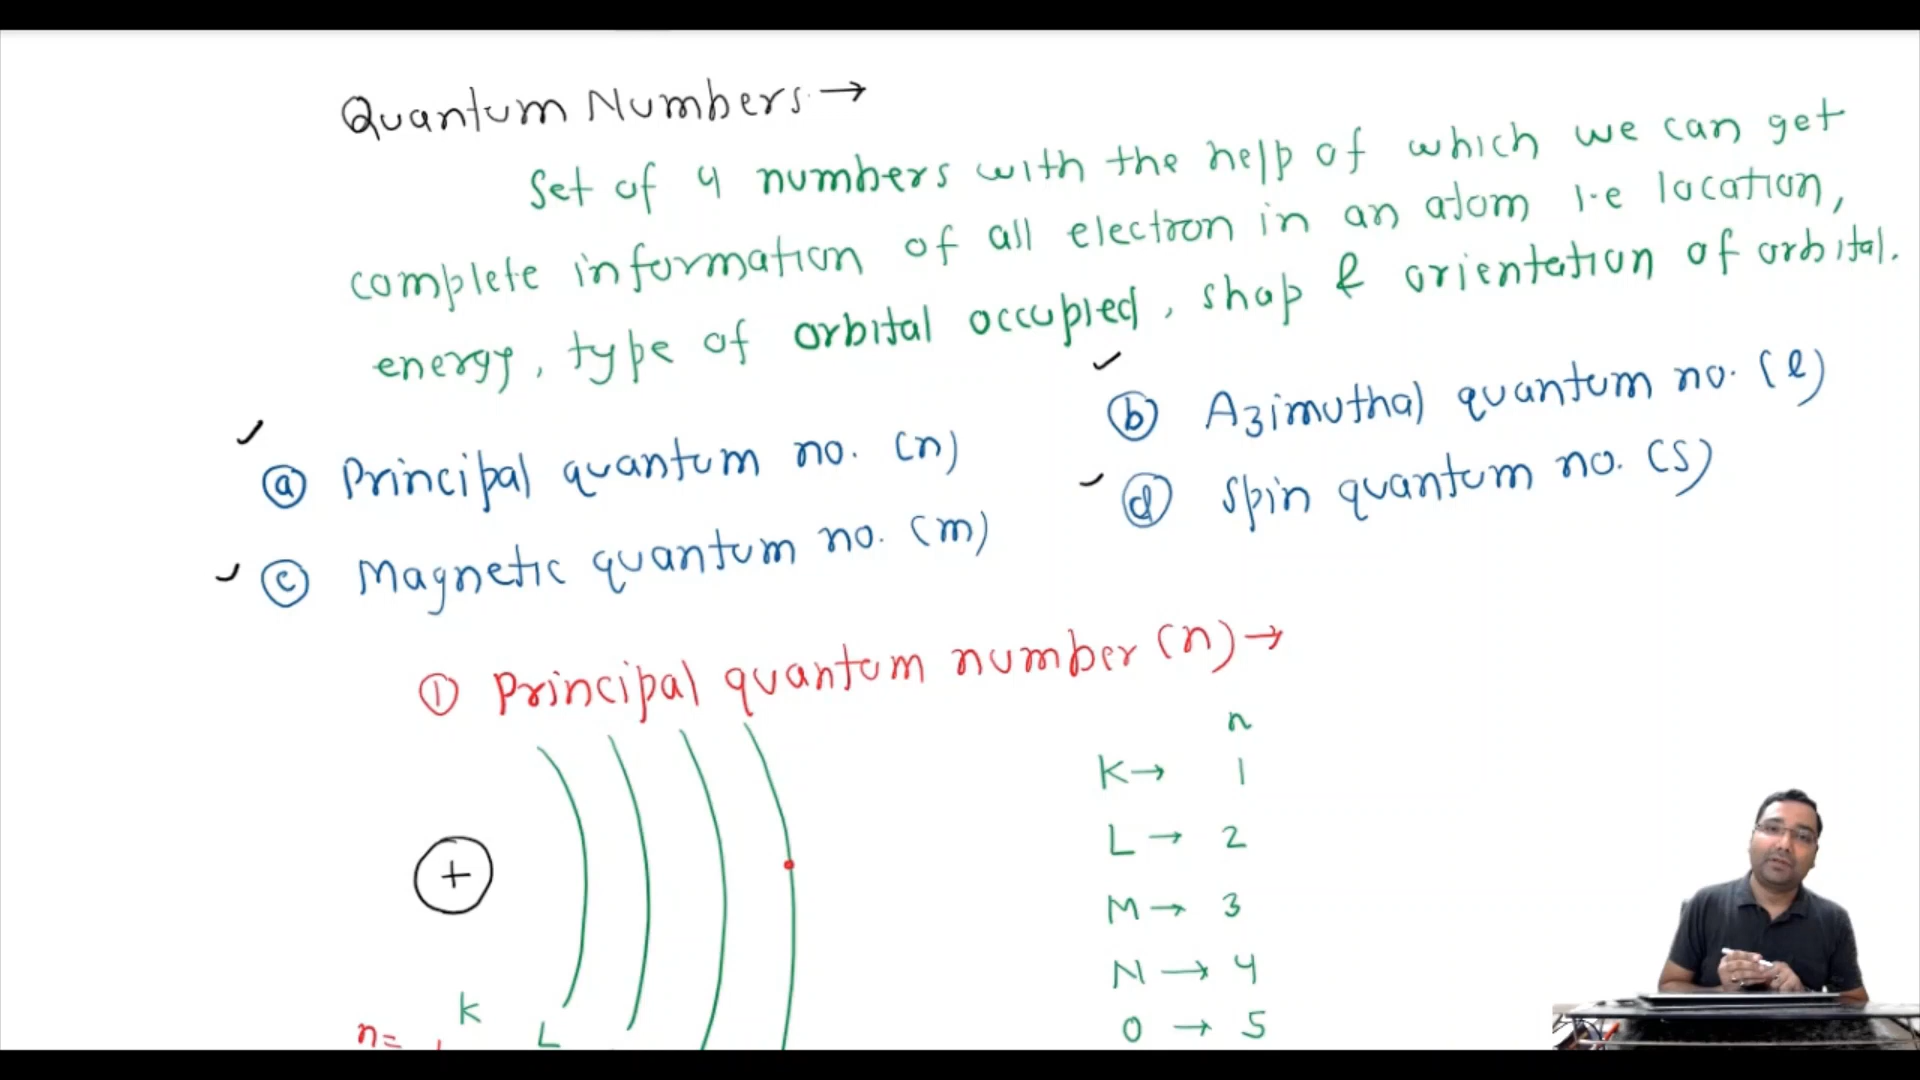 Quantum Numbers →
Set of 4 numbers with the help of which we can get
complete information of all electron in an atom i.e location,
energy, type of orbital occupied, shap & orientation of orbital.
ⓐ Principal quantum no. (n)
ⓑ Azimuthal quantum no. (l)
ⓒ Magnetic quantum no. (m)
ⓓ Spin quantum no. (s)
① Principal quantum number (n) →
n
K → 1
L → 2
M → 3
N → 4
O → 5
+
K
L
n=